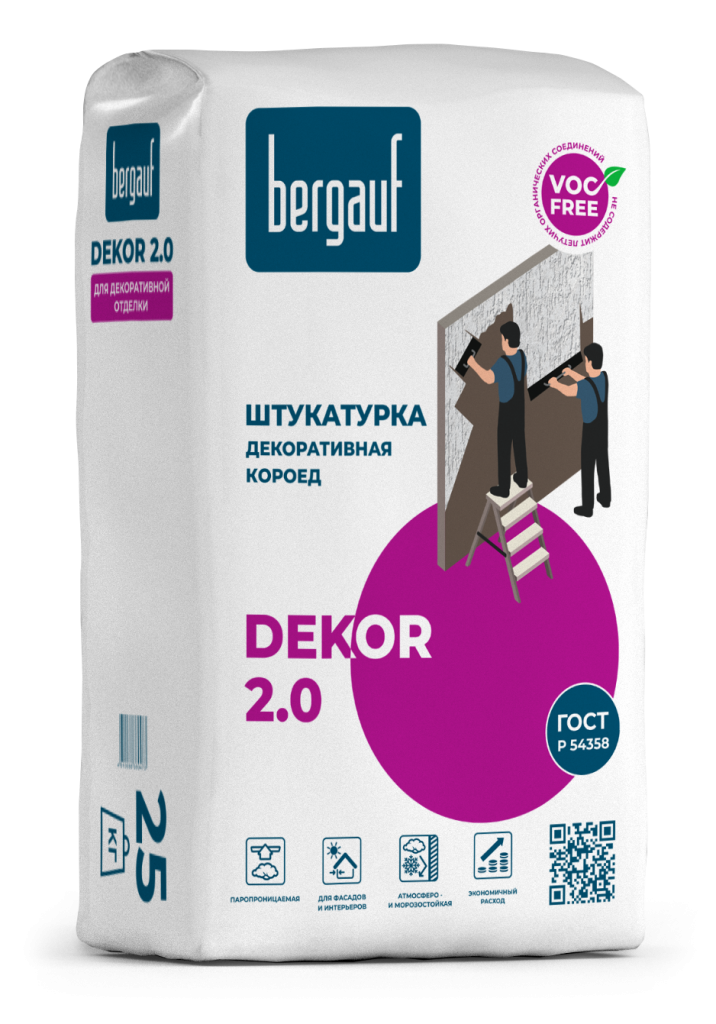 bergauf
DEKOR 2.0
ДЛЯ ДЕКОРАТИВНОЙ
ОТДЕЛКИ
25
КГ
bergauf
VOC
FREE
НЕ СОДЕРЖИТ ЛЕТУЧИХ ОРГАНИЧЕСКИХ СОЕДИНЕНИЙ
ШТУКАТУРКА
ДЕКОРАТИВНАЯ
КОРОЕД
DEKOR
2.0
ГОСТ
Р 54358
ПАРОПРОНИЦАЕМАЯ
ДЛЯ ФАСАДОВ
И ИНТЕРЬЕРОВ
АТМОСФЕРО -
И МОРОЗОСТОЙКАЯ
ЭКОНОМИЧНЫЙ
РАСХОД